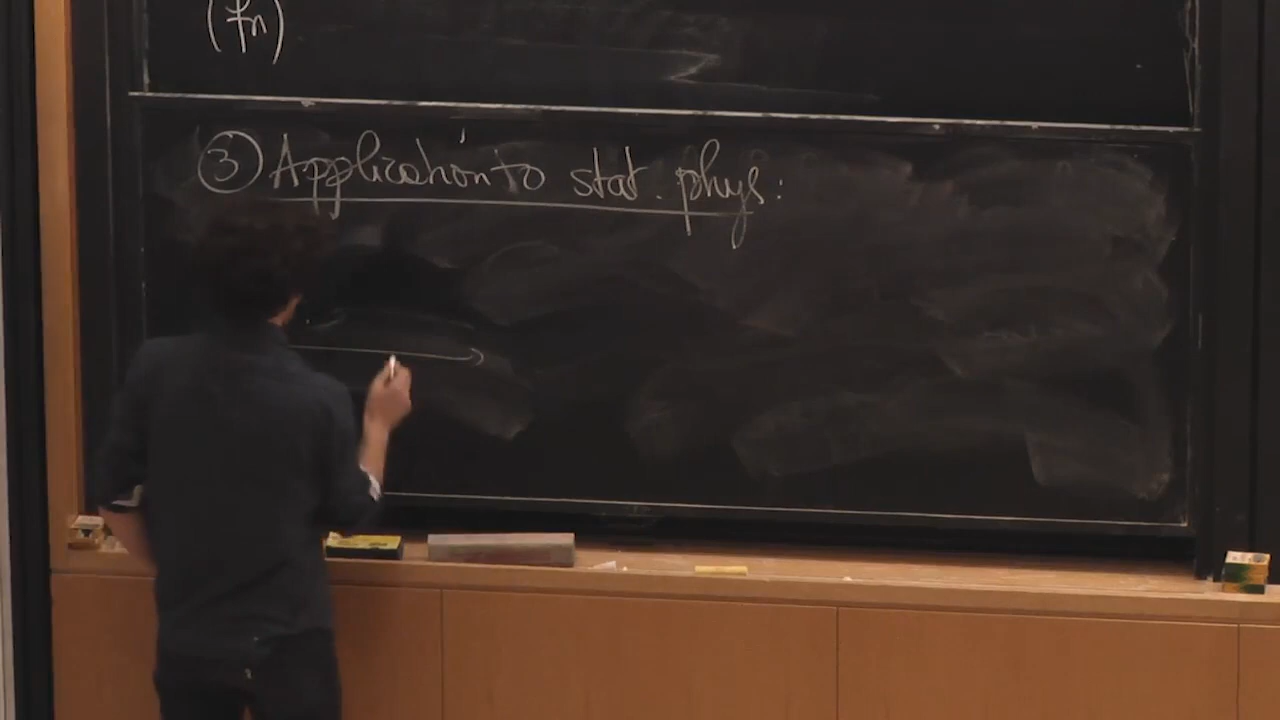 (fn)
③ Application to stat. phys: